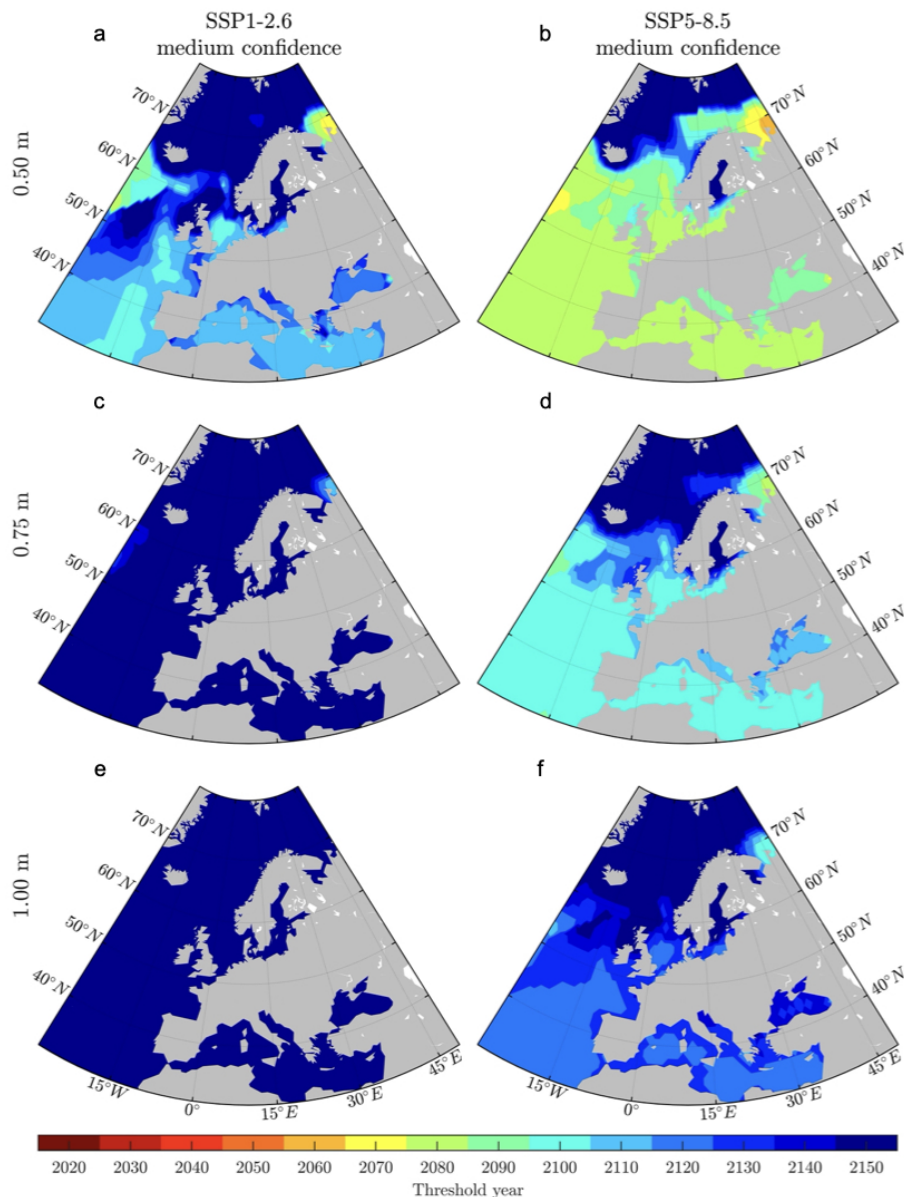 SSP1-2.6
medium confidence
SSP5-8.5
medium confidence
a
b
0.50 m
70°N
60°N
50°N
40°N
70°N
60°N
50°N
40°N
c
d
0.75 m
70°N
60°N
50°N
40°N
70°N
60°N
50°N
40°N
e
f
1.00 m
70°N
60°N
50°N
40°N
15°W
0°
15°E
30°E
45°E
70°N
60°N
50°N
40°N
15°W
0°
15°E
30°E
45°E
2020 2030 2040 2050 2060 2070 2080 2090 2100 2110 2120 2130 2140 2150
Threshold year